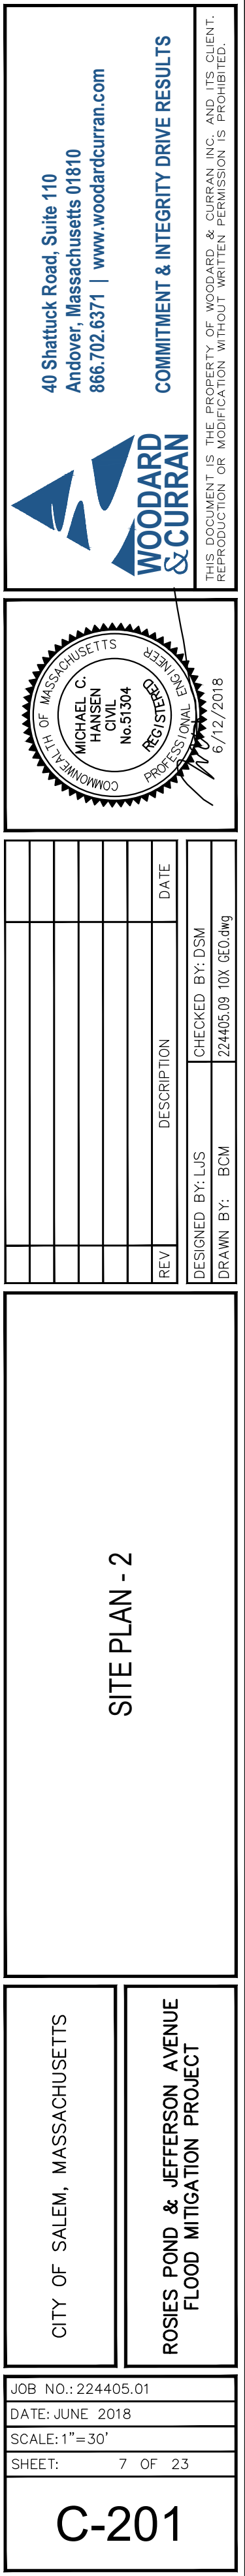 40 Shattuck Road, Suite 110
Andover, Massachusetts 01810
866.702.6371 | www.woodardcurran.com
COMMITMENT & INTEGRITY DRIVE RESULTS
WOODARD
&CURRAN
THIS DOCUMENT IS THE PROPERTY OF WOODARD & CURRAN INC. AND ITS CLIENT.
REPRODUCTION OR MODIFICATION WITHOUT WRITTEN PERMISSION IS PROHIBITED.
COMMONWEALTH OF MASSACHUSETTS
MICHAEL C.
HANSEN
CIVIL
No.51304
REGISTERED
PROFESSIONAL ENGINEER
6/12/2018
REV DESCRIPTION DATE
DESIGNED BY: LJS CHECKED BY: DSM
DRAWN BY: BCM 224405.09 10X GEO.dwg
SITE PLAN - 2
CITY OF SALEM, MASSACHUSETTS
ROSIES POND & JEFFERSON AVENUE
FLOOD MITIGATION PROJECT
JOB NO.: 224405.01
DATE: JUNE 2018
SCALE: 1"=30'
SHEET: 7 OF 23
C-201